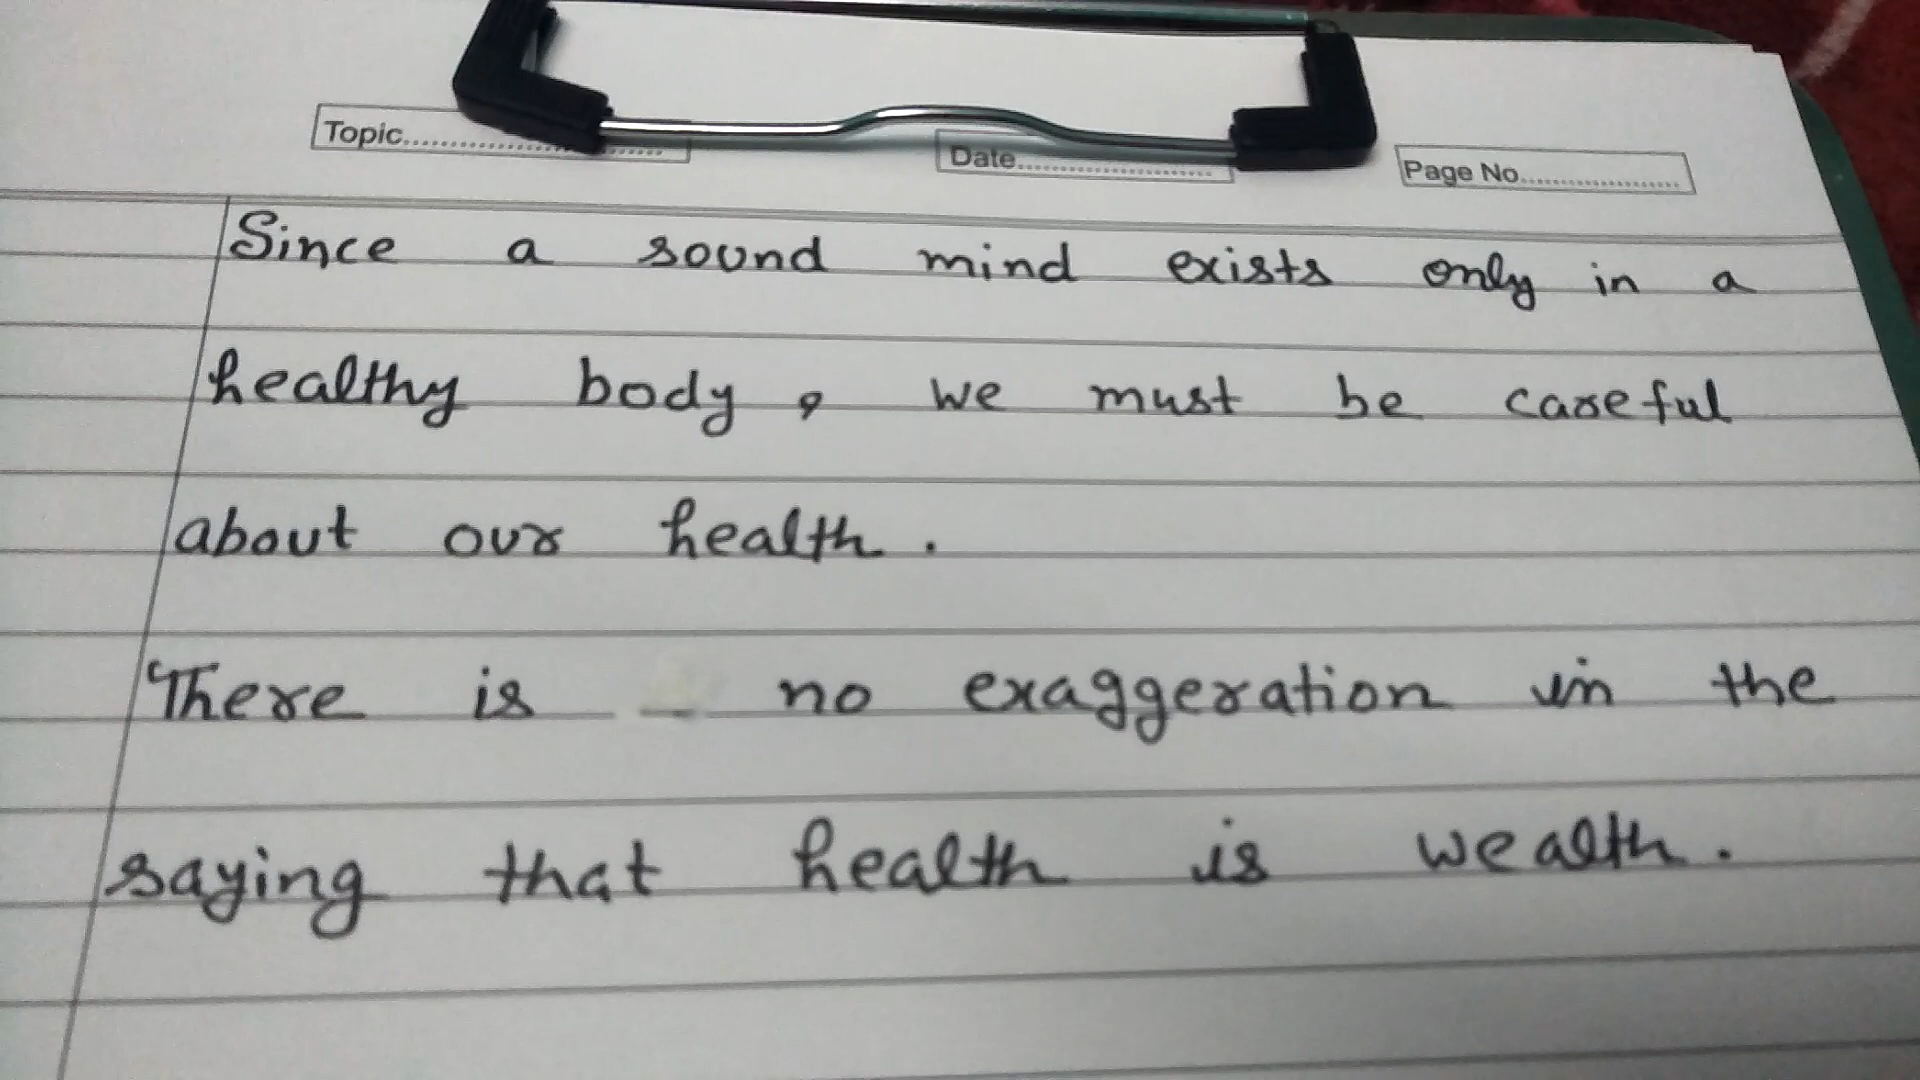 Topic.......................... Date.......................... Page No.......................
Since a sound mind exists only in a
healthy body, we must be careful
about our health.
There is no exaggeration in the
saying that health is wealth.